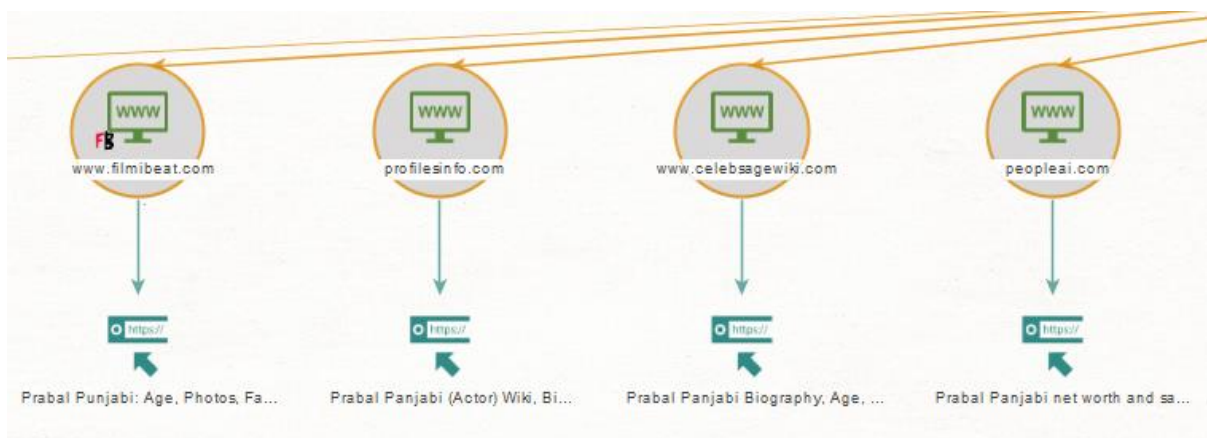 WWW WWW WWW WWW
FB
www.filmibeat.com profilesinfo.com www.celebsagewiki.com peopleai.com
https:// https:// https:// https://
Prabal Punjabi: Age, Photos, Fa... Prabal Panjabi (Actor) Wiki, Bi... Prabal Panjabi Biography, Age, ... Prabal Panjabi net worth and sa...